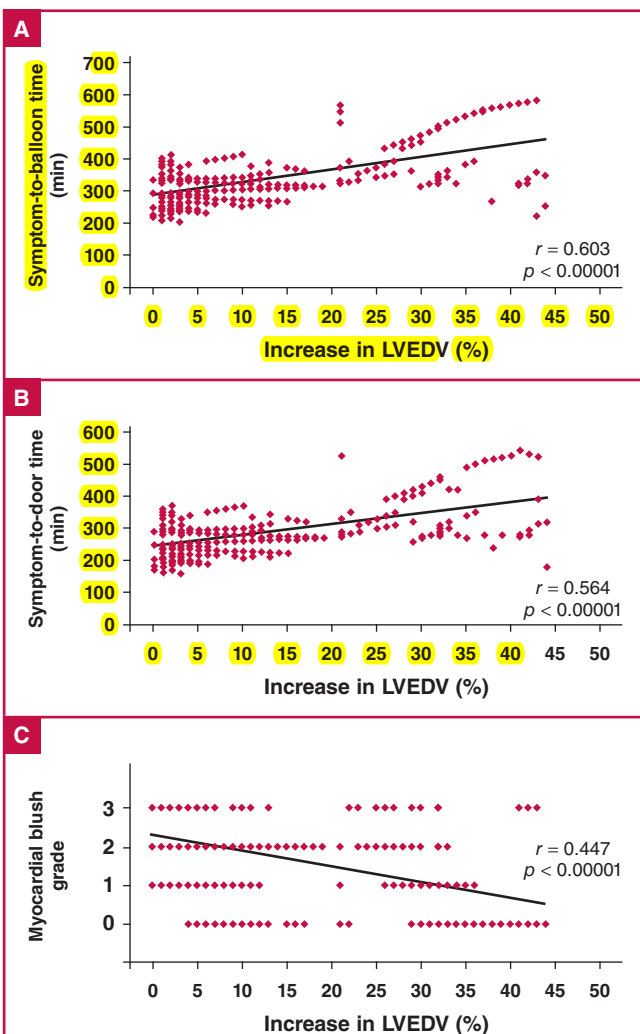 A
Symptom-to-balloon time
(min)
700
600
500
400
300
200
100
0
r = 0.603
p < 0.00001
0 5 10 15 20 25 30 35 40 45 50
Increase in LVEDV (%)
B
Symptom-to-door time
(min)
600
500
400
300
200
100
0
r = 0.564
p < 0.00001
0 5 10 15 20 25 30 35 40 45 50
Increase in LVEDV (%)
C
Myocardial blush
grade
3
2
1
0
r = 0.447
p < 0.00001
0 5 10 15 20 25 30 35 40 45 50
Increase in LVEDV (%)